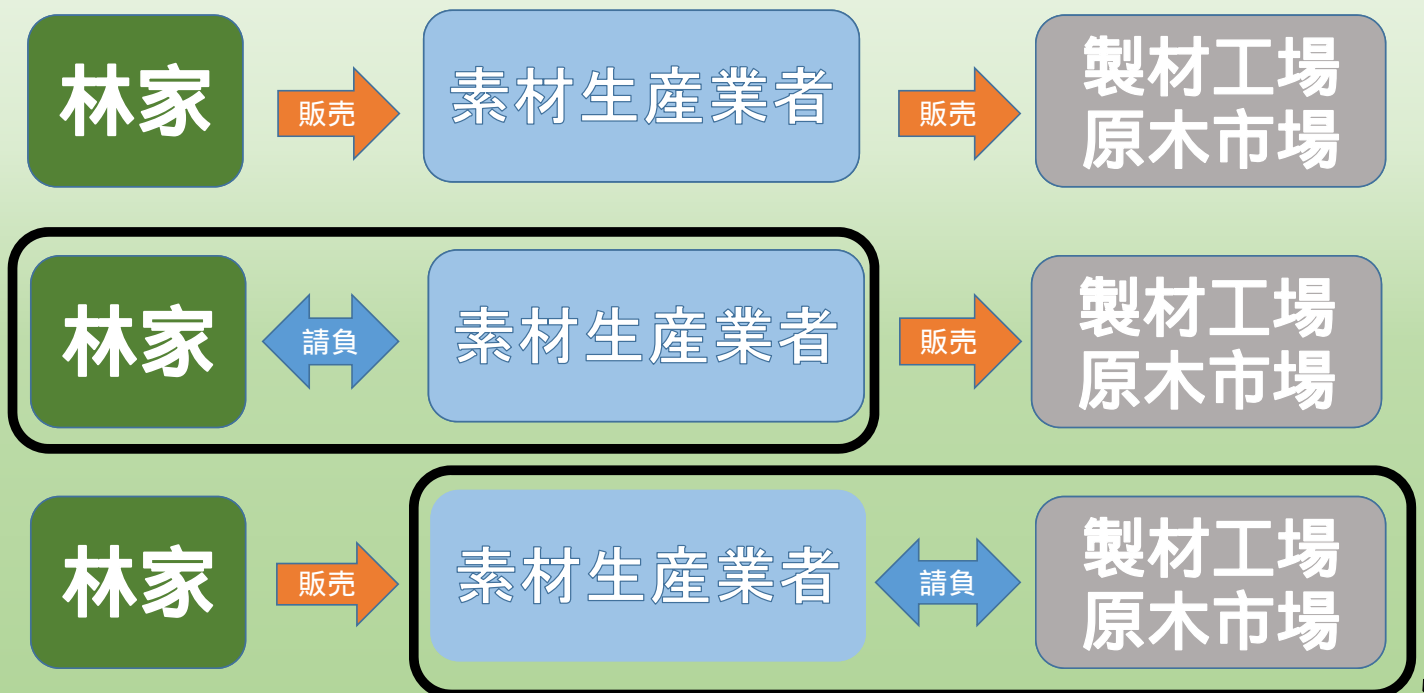 林家
販売
素材生産業者
販売
製材工場
原木市場
林家
請負
素材生産業者
販売
製材工場
原木市場
林家
販売
素材生産業者
請負
製材工場
原木市場